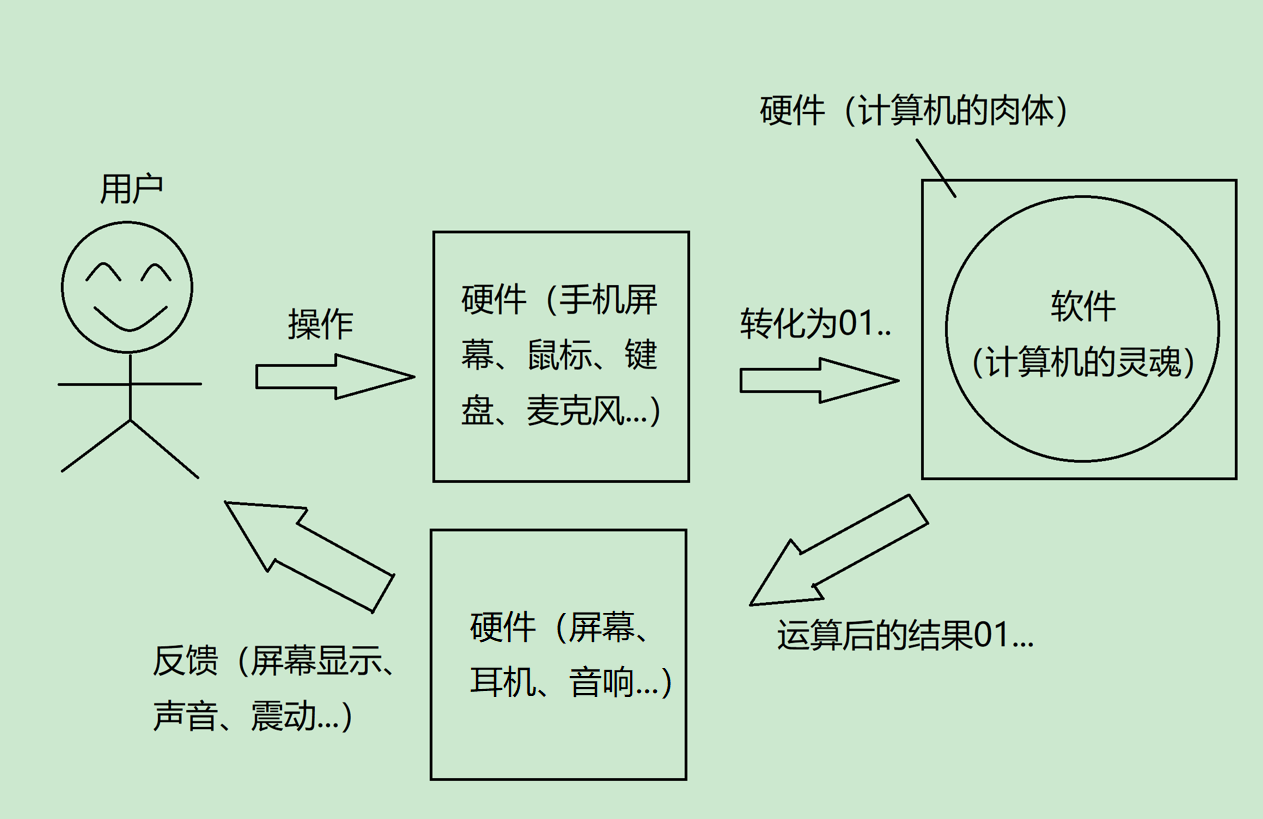 硬件（计算机的肉体）
用户
操作
硬件（手机屏
幕、鼠标、键
盘、麦克风...）
转化为01..
软件
（计算机的灵魂）
运算后的结果01...
硬件（屏幕、
耳机、音响...）
反馈（屏幕显示、
声音、震动...）